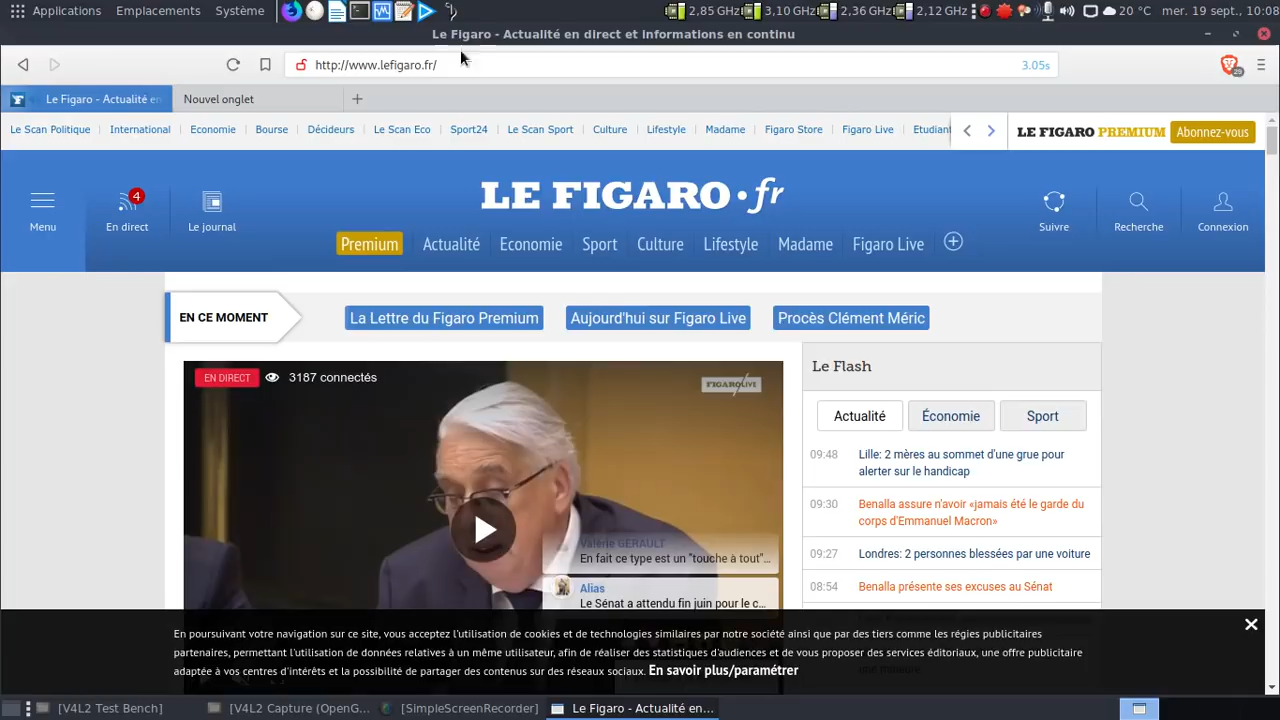 Applications Emplacements Système 2,85 GHz 3,10 GHz 2,36 GHz 2,12 GHz 20 °C mer. 19 sept., 10:08
Le Figaro - Actualité en direct et informations en continu
http://www.lefigaro.fr/ 3.05s 29
Le Figaro - Actualité en Nouvel onglet
Le Scan Politique International Economie Bourse Décideurs Le Scan Eco Sport24 Le Scan Sport Culture Lifestyle Madame Figaro Store Figaro Live Etudiant LE FIGARO PREMIUM Abonnez-vous
LE FIGARO.fr
4
Menu En direct Le journal Suivre Recherche Connexion
Premium Actualité Economie Sport Culture Lifestyle Madame Figaro Live
EN CE MOMENT La Lettre du Figaro Premium Aujourd'hui sur Figaro Live Procès Clément Méric
EN DIRECT 3187 connectés
FIGAROLIVE
Valérie GERAULT
En fait ce type est un "touche à tout"...
Alias
Le Sénat a attendu fin juin pour le c...
Le Flash
Actualité Économie Sport
09:48 Lille: 2 mères au sommet d'une grue pour
alerter sur le handicap
09:30 Benalla assure n'avoir «jamais été le garde du
corps d'Emmanuel Macron»
09:27 Londres: 2 personnes blessées par une voiture
08:54 Benalla présente ses excuses au Sénat
En poursuivant votre navigation sur ce site, vous acceptez l'utilisation de cookies et de technologies similaires par notre société ainsi que par des tiers comme les régies publicitaires
partenaires, permettant l'utilisation de données relatives à un même utilisateur, afin de réaliser des statistiques d'audiences et de vous proposer des services éditoriaux, une offre publicitaire
adaptée à vos centres d'intérêts et la possibilité de partager des contenus sur des réseaux sociaux. En savoir plus/paramétrer
[V4L2 Test Bench] [V4L2 Capture (OpenG... [SimpleScreenRecorder] Le Figaro - Actualité en...